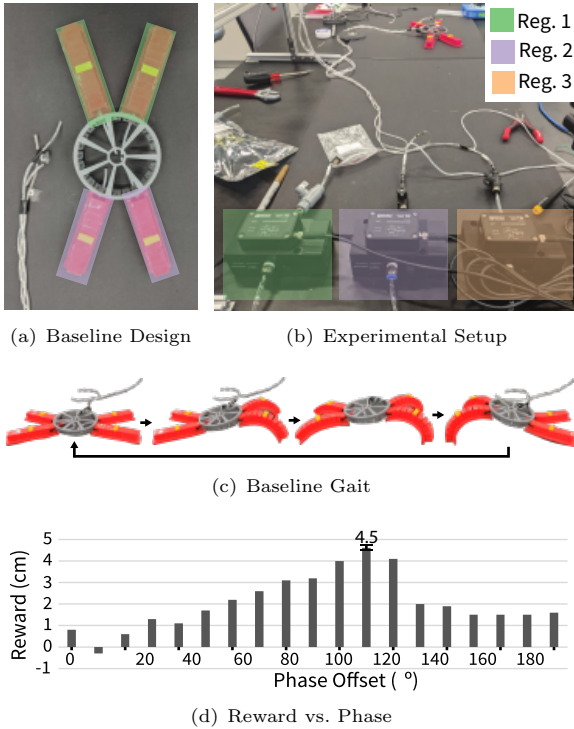 Reg. 1
Reg. 2
Reg. 3
(a) Baseline Design
(b) Experimental Setup
(c) Baseline Gait
5
4
3
2
1
0
-1
Reward (cm)
4.5
0 20 40 60 80 100 120 140 160 180
Phase Offset ( º)
(d) Reward vs. Phase